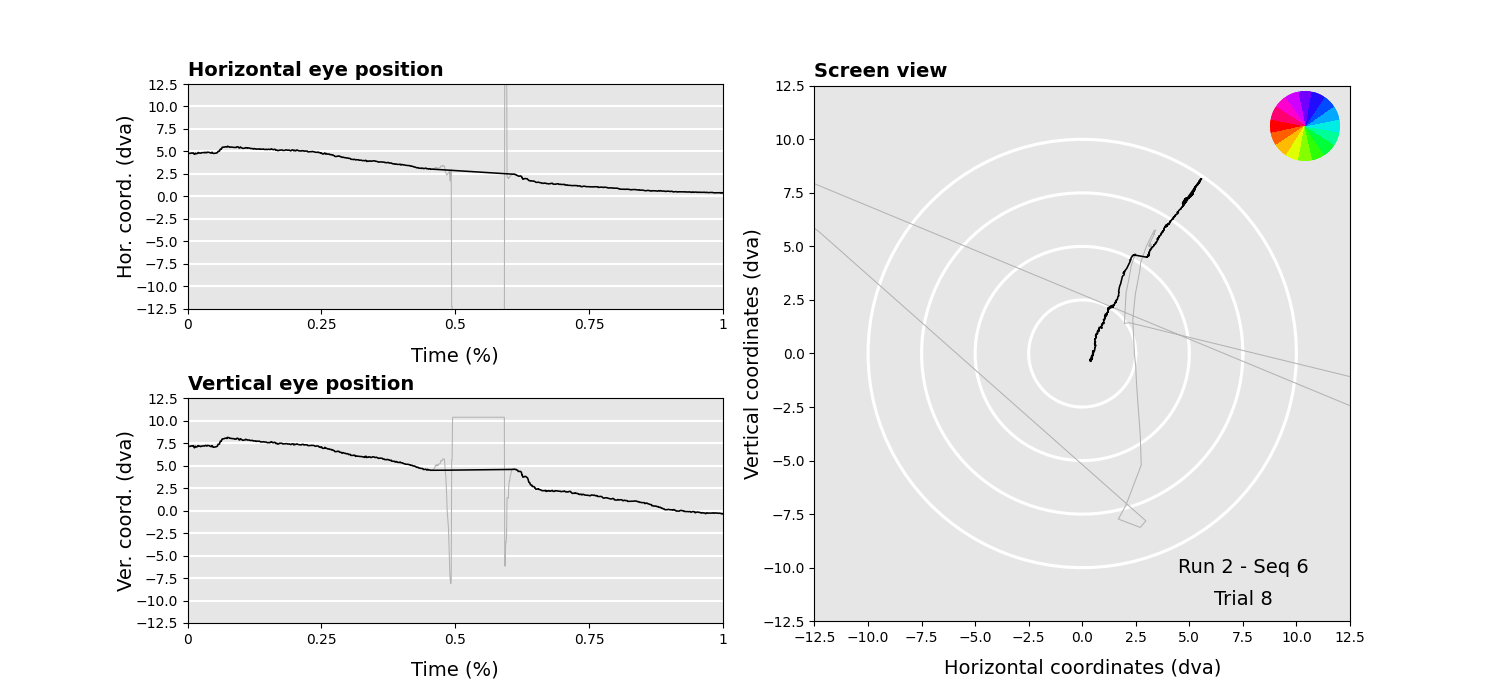 Horizontal eye position
12.5
10.0
7.5
5.0
2.5
0.0
−2.5
−5.0
−7.5
−10.0
−12.5
Hor. coord. (dva)
0 0.25 0.5 0.75 1
Time (%)
Vertical eye position
12.5
10.0
7.5
5.0
2.5
0.0
−2.5
−5.0
−7.5
−10.0
−12.5
Ver. coord. (dva)
0 0.25 0.5 0.75 1
Time (%)
Screen view
12.5
10.0
7.5
5.0
2.5
0.0
−2.5
−5.0
−7.5
−10.0
−12.5
Vertical coordinates (dva)
Run 2 - Seq 6
Trial 8
−12.5 −10.0 −7.5 −5.0 −2.5 0.0 2.5 5.0 7.5 10.0 12.5
Horizontal coordinates (dva)